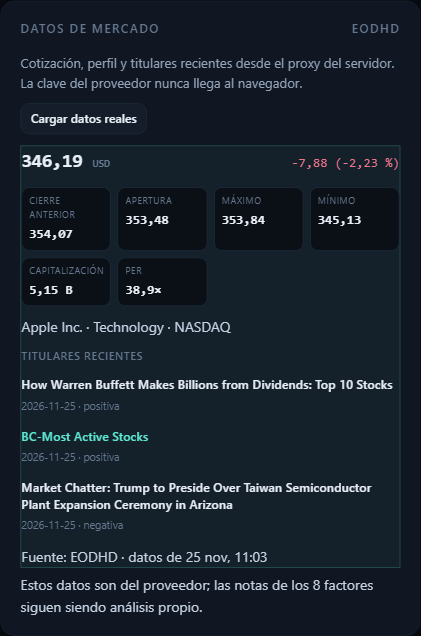 DATOS DE MERCADO EODHD
Cotización, perfil y titulares recientes desde el proxy del servidor.
La clave del proveedor nunca llega al navegador.
Cargar datos reales
346,19 USD -7,88 (-2,23 %)
CIERRE ANTERIOR
354,07
APERTURA
353,48
MÁXIMO
353,84
MÍNIMO
345,13
CAPITALIZACIÓN
5,15 B
PER
38,9×
Apple Inc. · Technology · NASDAQ
TITULARES RECIENTES
How Warren Buffett Makes Billions from Dividends: Top 10 Stocks
2026-11-25 · positiva
BC-Most Active Stocks
2026-11-25 · positiva
Market Chatter: Trump to Preside Over Taiwan Semiconductor
Plant Expansion Ceremony in Arizona
2026-11-25 · negativa
Fuente: EODHD · datos de 25 nov, 11:03
Estos datos son del proveedor; las notas de los 8 factores
siguen siendo análisis propio.